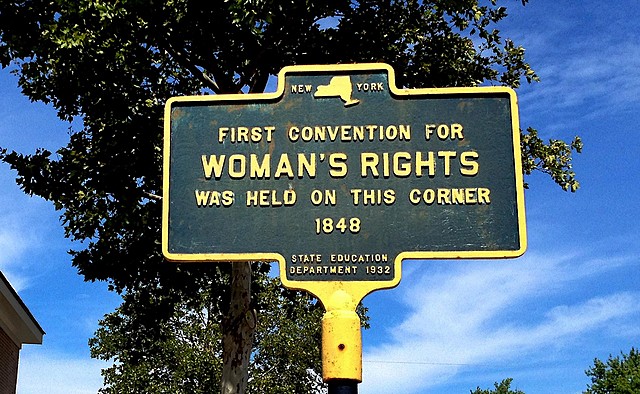 NEW YORK
FIRST CONVENTION FOR
WOMAN'S RIGHTS
WAS HELD ON THIS CORNER
1848
STATE EDUCATION
DEPARTMENT 1932